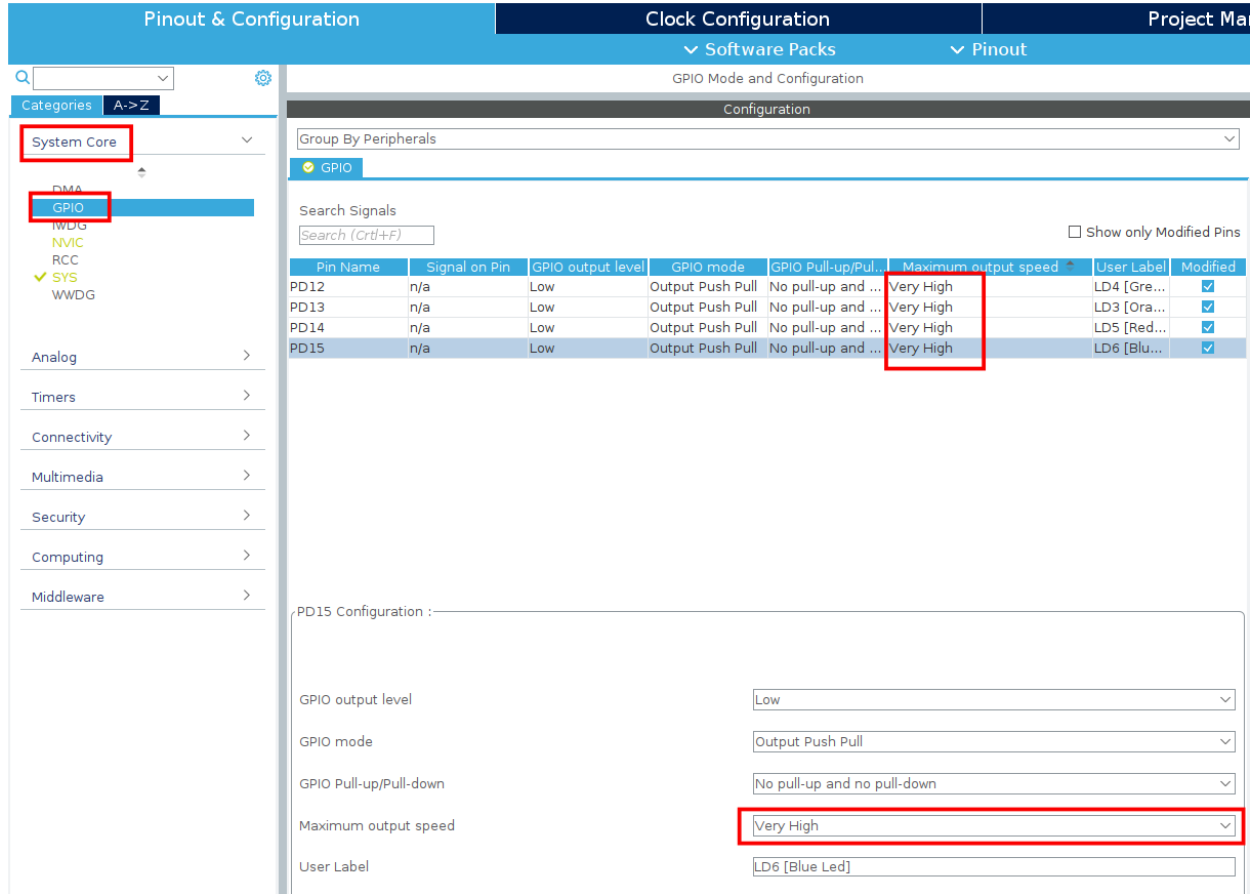 Pinout & Configuration Clock Configuration Project Ma
Software Packs Pinout
GPIO Mode and Configuration
Categories A->Z
Configuration
System Core
Group By Peripherals
GPIO
DMA
GPIO
IWDG
NVIC
RCC
SYS
WWDG
Search Signals
Search (Crtl+F)
Show only Modified Pins
Pin Name Signal on Pin GPIO output level GPIO mode GPIO Pull-up/Pul... Maximum output speed User Label Modified
PD12 n/a Low Output Push Pull No pull-up and ... Very High LD4 [Gre...
PD13 n/a Low Output Push Pull No pull-up and ... Very High LD3 [Ora...
PD14 n/a Low Output Push Pull No pull-up and ... Very High LD5 [Red...
PD15 n/a Low Output Push Pull No pull-up and ... Very High LD6 [Blu...
Analog
Timers
Connectivity
Multimedia
Security
Computing
Middleware
PD15 Configuration :
GPIO output level Low
GPIO mode Output Push Pull
GPIO Pull-up/Pull-down No pull-up and no pull-down
Maximum output speed Very High
User Label LD6 [Blue Led]